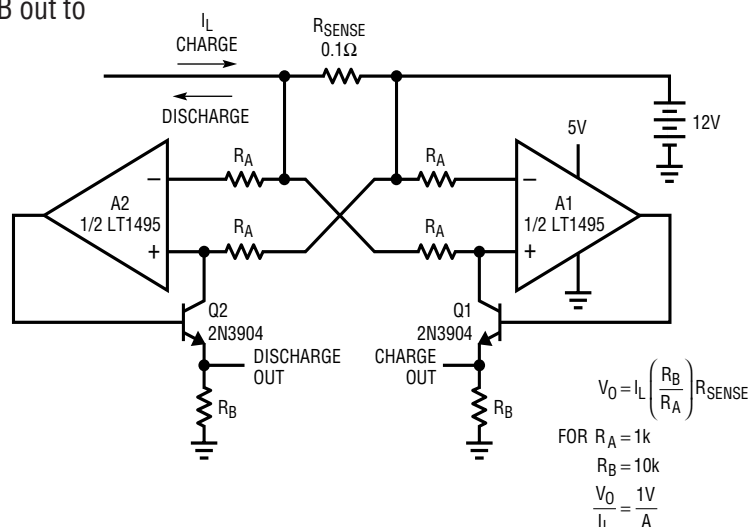 B out to
I_L
CHARGE
DISCHARGE
R_SENSE
0.1Ω
12V
5V
R_A
R_A
−
−
A2
1/2 LT1495
A1
1/2 LT1495
R_A
R_A
+
+
Q2
2N3904
Q1
2N3904
DISCHARGE
OUT
CHARGE
OUT
R_B
R_B
V_O = I_L (R_B / R_A) R_SENSE
FOR R_A = 1k
R_B = 10k
V_O / I_L = 1V / A